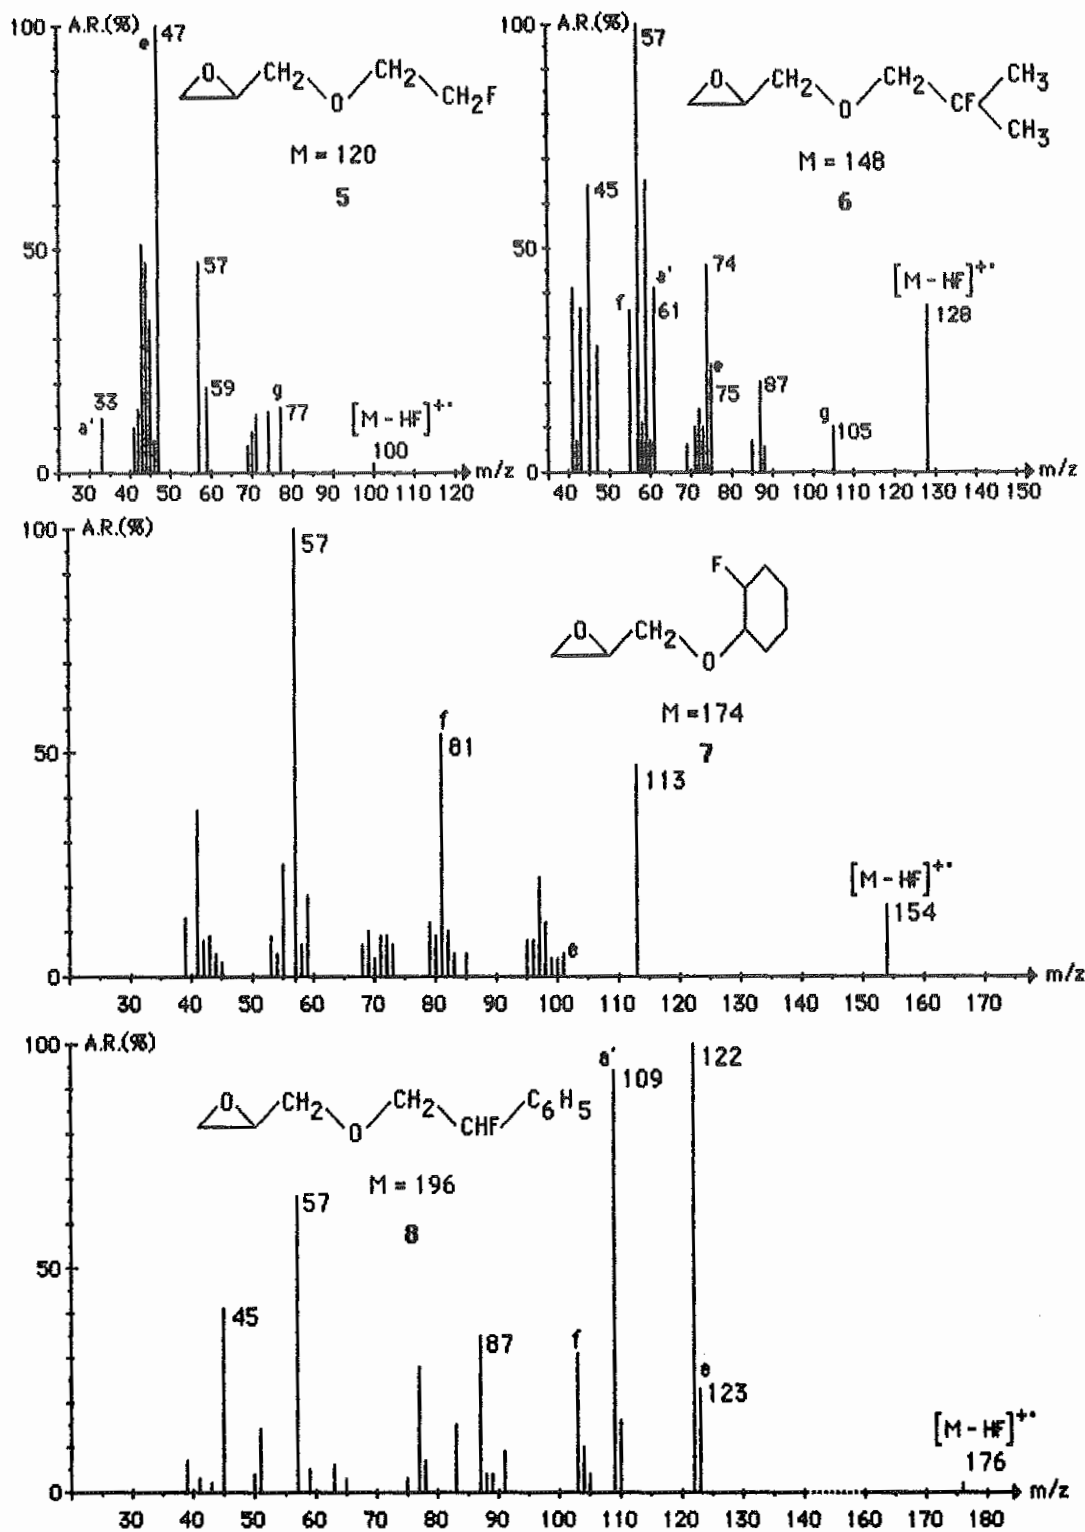 100 A.R.(%)
e 47
O CH2 O CH2 CH2F
M = 120
5
50
57
59
33
a'
g
77
[M - HF]+•
100
0
30 40 50 60 70 80 90 100 110 120 m/z
100 A.R.(%)
57
O CH2 O CH2 CF CH3 CH3
M = 148
6
45
50
74
a'
61
f
e
75
87
g
105
[M - HF]+•
128
0
40 50 60 70 80 90 100 110 120 130 140 150 m/z
100 A.R.(%)
57
F
O CH2 O
M = 174
7
f
81
50
113
[M - HF]+•
154
e
0
30 40 50 60 70 80 90 100 110 120 130 140 150 160 170 m/z
100 A.R.(%)
a'
109
122
O CH2 O CH2 CHF C6H5
M = 196
8
57
50
45
87
f
e
123
[M - HF]+•
176
0
30 40 50 60 70 80 90 100 110 120 130 140 150 160 170 180 m/z